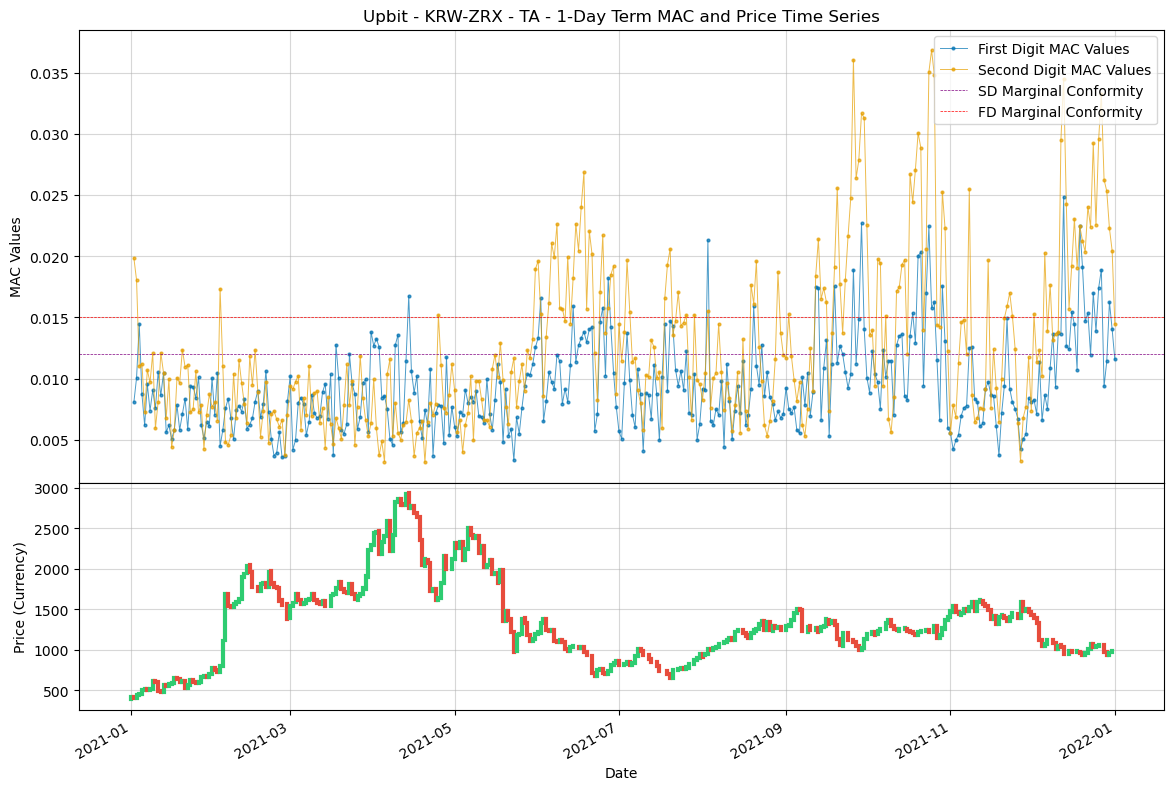 Upbit - KRW-ZRX - TA - 1-Day Term MAC and Price Time Series
First Digit MAC Values
Second Digit MAC Values
SD Marginal Conformity
FD Marginal Conformity
MAC Values
0.035
0.030
0.025
0.020
0.015
0.010
0.005
Price (Currency)
3000
2500
2000
1500
1000
500
2021-01
2021-03
2021-05
2021-07
2021-09
2021-11
2022-01
Date